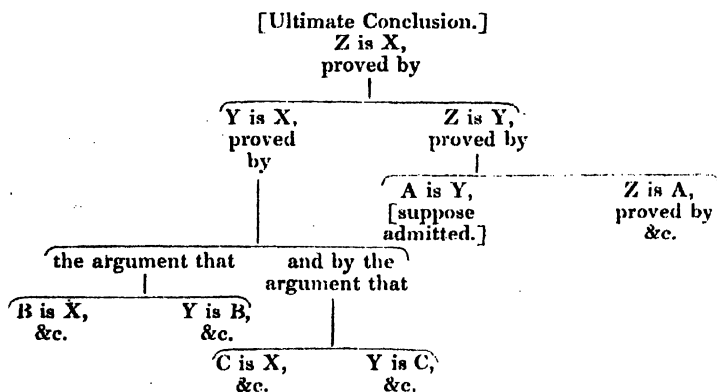 [Ultimate Conclusion.]
Z is X,
proved by
Y is X, Z is Y,
proved proved by
by
A is Y, Z is A,
[suppose proved by
admitted.] &c.
the argument that and by the
argument that
B is X, Y is B,
&c. &c.
C is X, Y is C,
&c. &c.